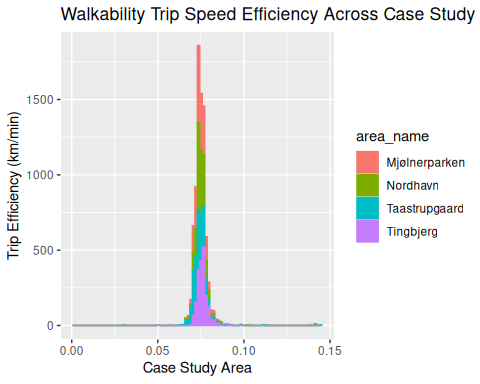 Walkability Trip Speed Efficiency Across Case Study
Trip Efficiency (km/min)
1500
1000
500
0
0.00
0.05
0.10
0.15
Case Study Area
area_name
Mjølnerparken
Nordhavn
Taastrupgaard
Tingbjerg